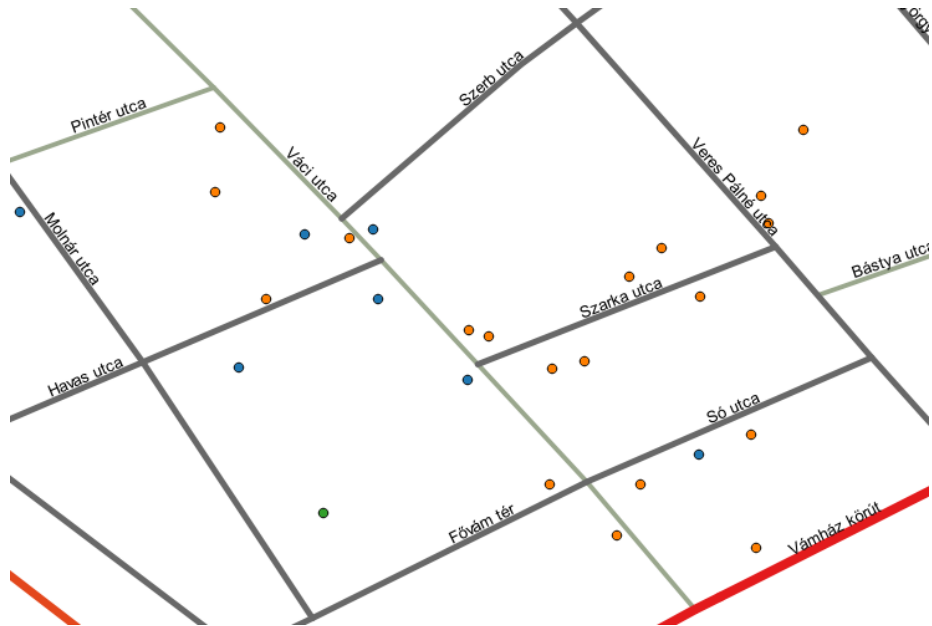 Szerb utca
Pintér utca
Váci utca
Veres Pálné utca
Molnár utca
Bástya utca
Szarka utca
Havas utca
Só utca
Fővám tér
Vámház körút